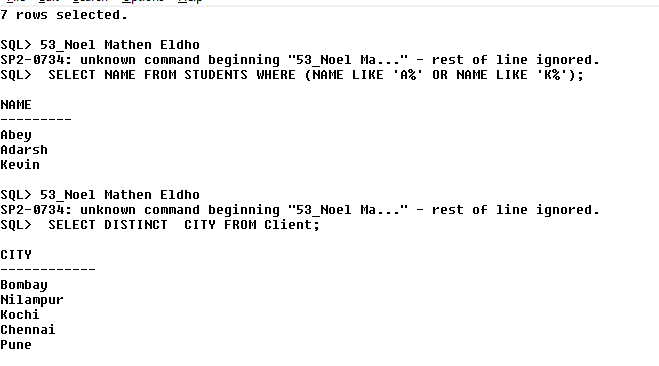 7 rows selected.
SQL> 53_Noel Mathen Eldho
SP2-0734: unknown command beginning "53_Noel Ma..." - rest of line ignored.
SQL>  SELECT NAME FROM STUDENTS WHERE (NAME LIKE 'A%' OR NAME LIKE 'K%');
NAME
---------
Abey
Adarsh
Kevin
SQL> 53_Noel Mathen Eldho
SP2-0734: unknown command beginning "53_Noel Ma..." - rest of line ignored.
SQL>  SELECT DISTINCT  CITY FROM Client;
CITY
------------
Bombay
Nilampur
Kochi
Chennai
Pune